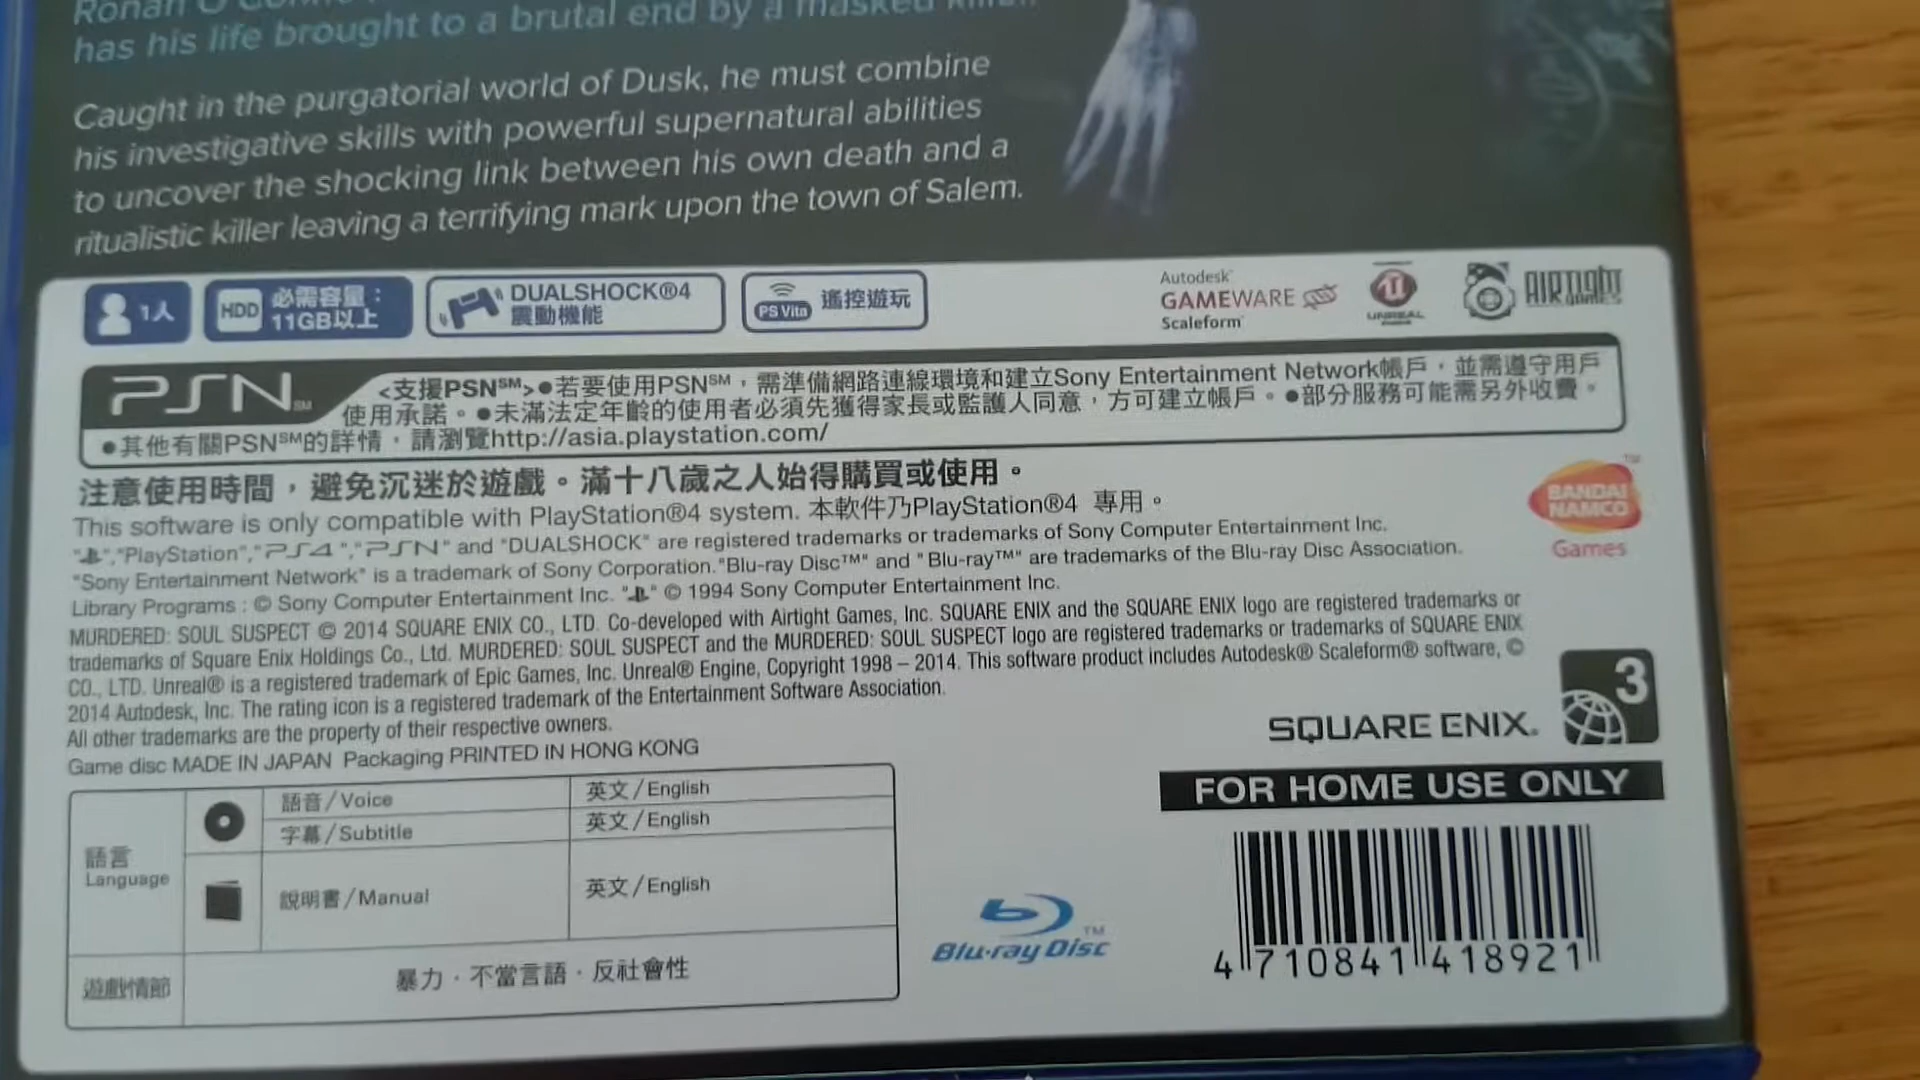 has his life brought to a brutal end by a masked
Caught in the purgatorial world of Dusk, he must combine
his investigative skills with powerful supernatural abilities
to uncover the shocking link between his own death and a
ritualistic killer leaving a terrifying mark upon the town of Salem.
1人
HDD 必需容量：
11GB以上
DUALSHOCK®4
震動機能
PS Vita 遙控遊玩
Autodesk®
GAMEWARE
Scaleform®
UNREAL
AIRTIGHT
games
PSN SM
<支援PSN℠>●若要使用PSN℠，需準備網路連線環境和建立Sony Entertainment Network帳戶，並需遵守用戶
使用承諾。●未滿法定年齡的使用者必須先獲得家長或監護人同意，方可建立帳戶。●部分服務可能需另外收費。
●其他有關PSN℠的詳情，請瀏覽http://asia.playstation.com/
注意使用時間，避免沉迷於遊戲。滿十八歲之人始得購買或使用。
This software is only compatible with PlayStation®4 system. 本軟件乃PlayStation®4 專用。
"PlayStation", "PS4", "PSN" and "DUALSHOCK" are registered trademarks or trademarks of Sony Computer Entertainment Inc.
"Sony Entertainment Network" is a trademark of Sony Corporation."Blu-ray Disc™" and "Blu-ray™" are trademarks of the Blu-ray Disc Association.
Library Programs : © Sony Computer Entertainment Inc. " " © 1994 Sony Computer Entertainment Inc.
MURDERED: SOUL SUSPECT © 2014 SQUARE ENIX CO., LTD. Co-developed with Airtight Games, Inc. SQUARE ENIX and the SQUARE ENIX logo are registered trademarks or
trademarks of Square Enix Holdings Co., Ltd. MURDERED: SOUL SUSPECT and the MURDERED: SOUL SUSPECT logo are registered trademarks or trademarks of SQUARE ENIX
CO., LTD. Unreal® is a registered trademark of Epic Games, Inc. Unreal® Engine, Copyright 1998 – 2014. This software product includes Autodesk® Scaleform® software, ©
2014 Autodesk, Inc. The rating icon is a registered trademark of the Entertainment Software Association.
All other trademarks are the property of their respective owners.
Game disc MADE IN JAPAN Packaging PRINTED IN HONG KONG
BANDAI
NAMCO
Games
TM
3
SQUARE ENIX.
FOR HOME USE ONLY
語言
Language
語音/Voice 英文/English
字幕/Subtitle 英文/English
說明書/Manual 英文/English
遊戲情節 暴力．不當言語．反社會性
Blu-ray Disc™
4 710841 418921